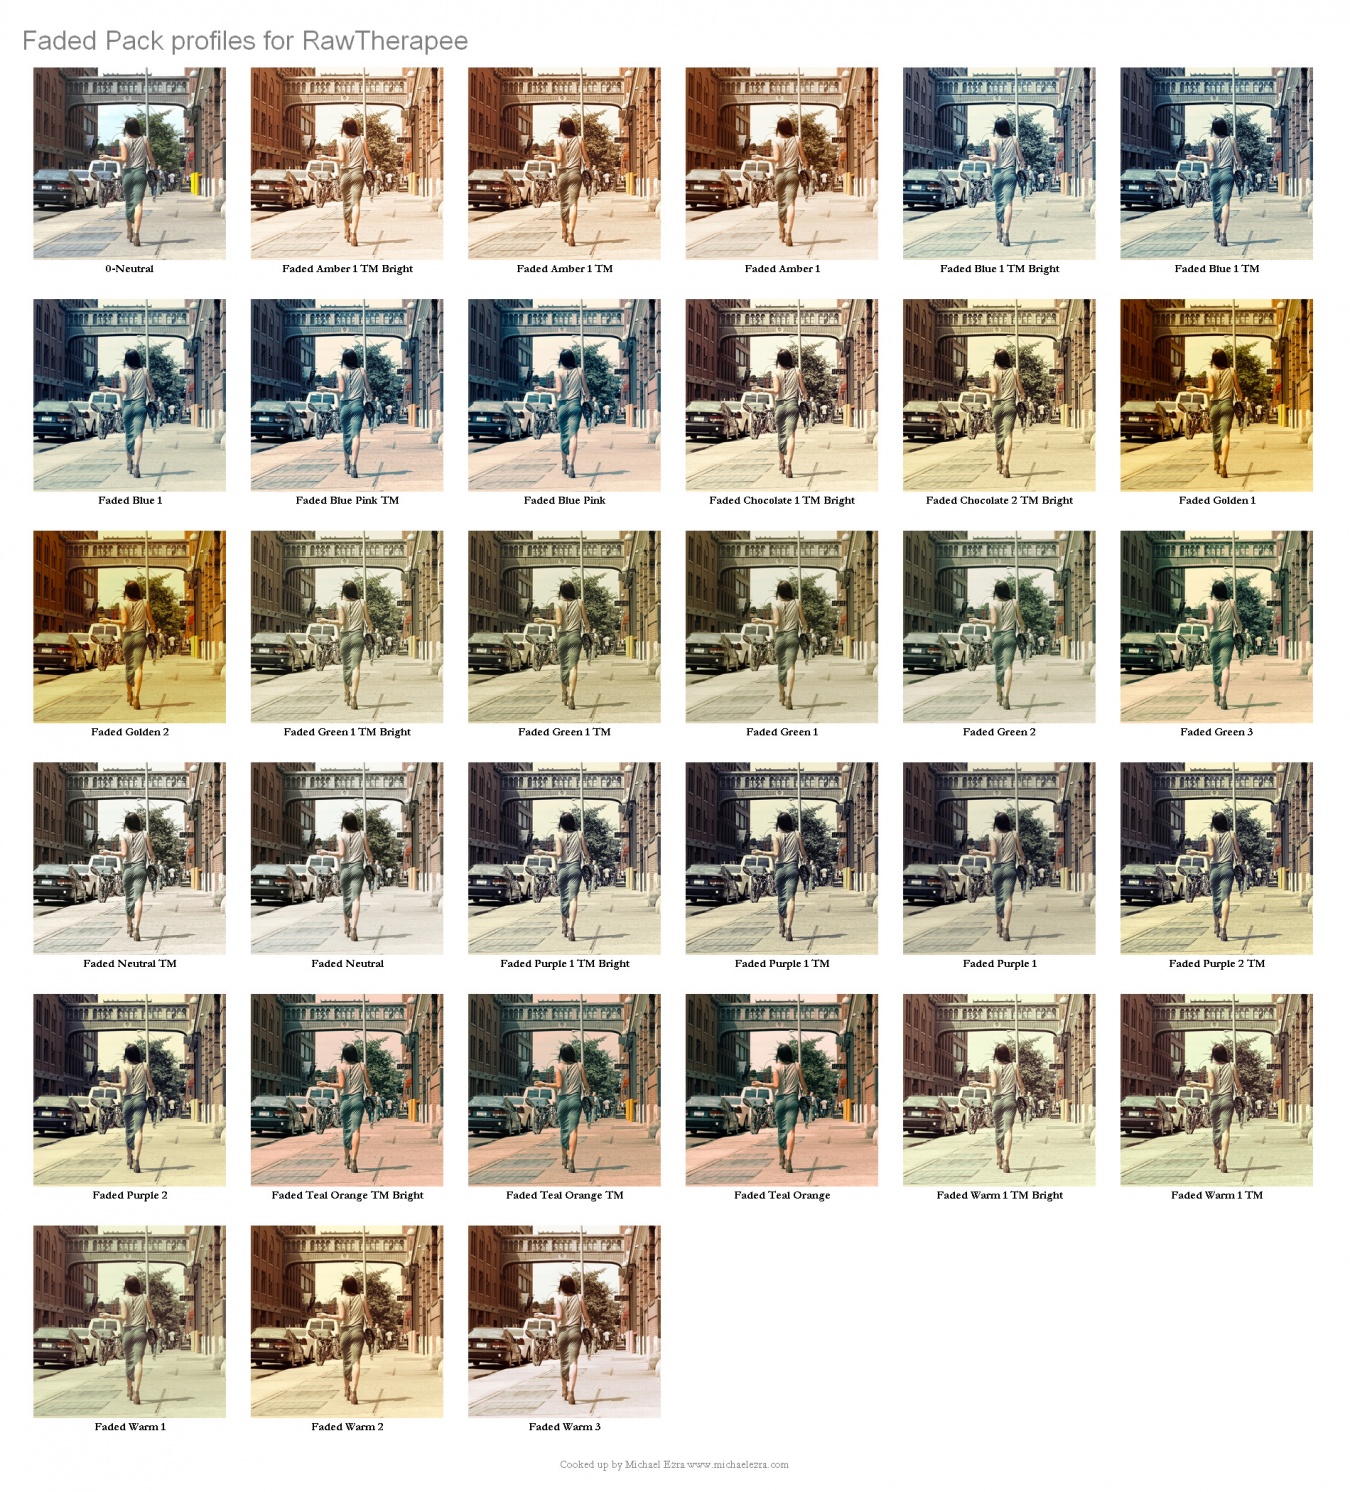 Faded Pack profiles for RawTherapee
0-Neutral
Faded Amber 1 TM Bright
Faded Amber 1 TM
Faded Amber 1
Faded Blue 1 TM Bright
Faded Blue 1 TM
Faded Blue 1
Faded Blue Pink TM
Faded Blue Pink
Faded Chocolate 1 TM Bright
Faded Chocolate 2 TM Bright
Faded Golden 1
Faded Golden 2
Faded Green 1 TM Bright
Faded Green 1 TM
Faded Green 1
Faded Green 2
Faded Green 3
Faded Neutral TM
Faded Neutral
Faded Purple 1 TM Bright
Faded Purple 1 TM
Faded Purple 1
Faded Purple 2 TM
Faded Purple 2
Faded Teal Orange TM Bright
Faded Teal Orange TM
Faded Teal Orange
Faded Warm 1 TM Bright
Faded Warm 1 TM
Faded Warm 1
Faded Warm 2
Faded Warm 3
Cooked up by Michael Ezra www.michaelezra.com